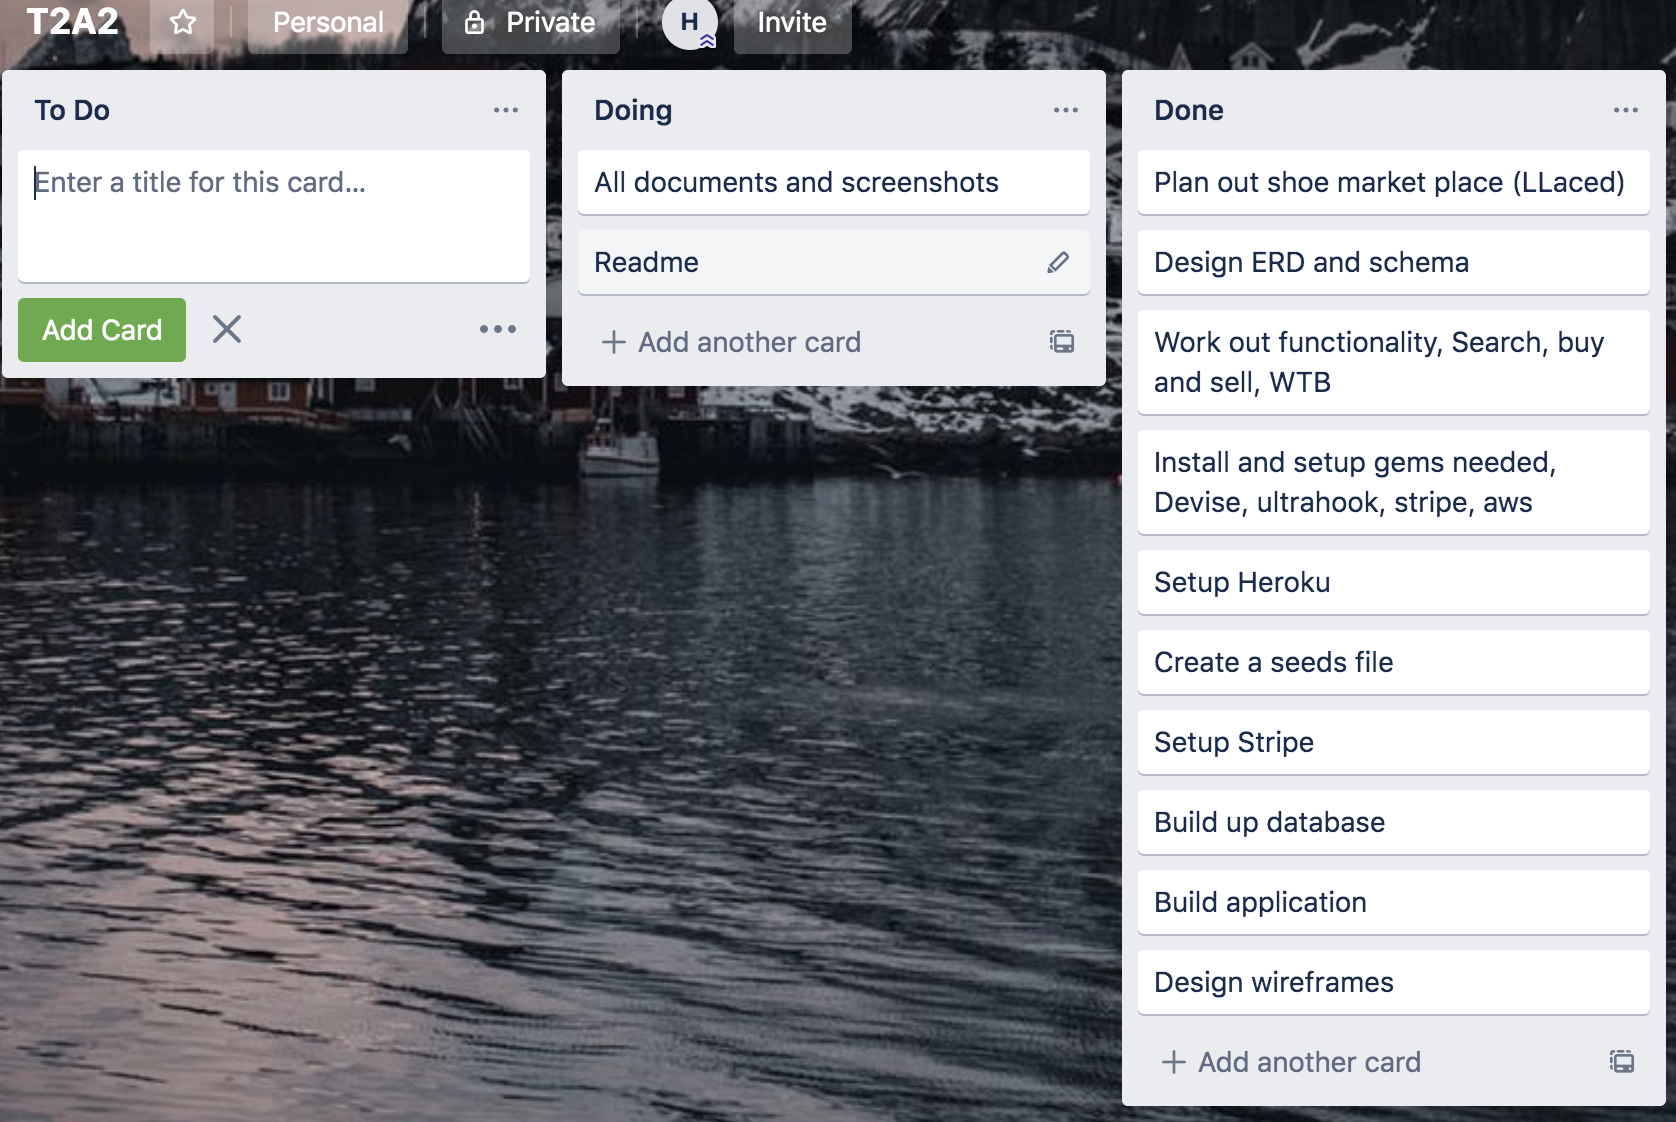 T2A2
Personal
Private
H
Invite
To Do
Enter a title for this card...
Add Card
Doing
All documents and screenshots
Readme
Add another card
Done
Plan out shoe market place (LLaced)
Design ERD and schema
Work out functionality, Search, buy
and sell, WTB
Install and setup gems needed,
Devise, ultrahook, stripe, aws
Setup Heroku
Create a seeds file
Setup Stripe
Build up database
Build application
Design wireframes
Add another card